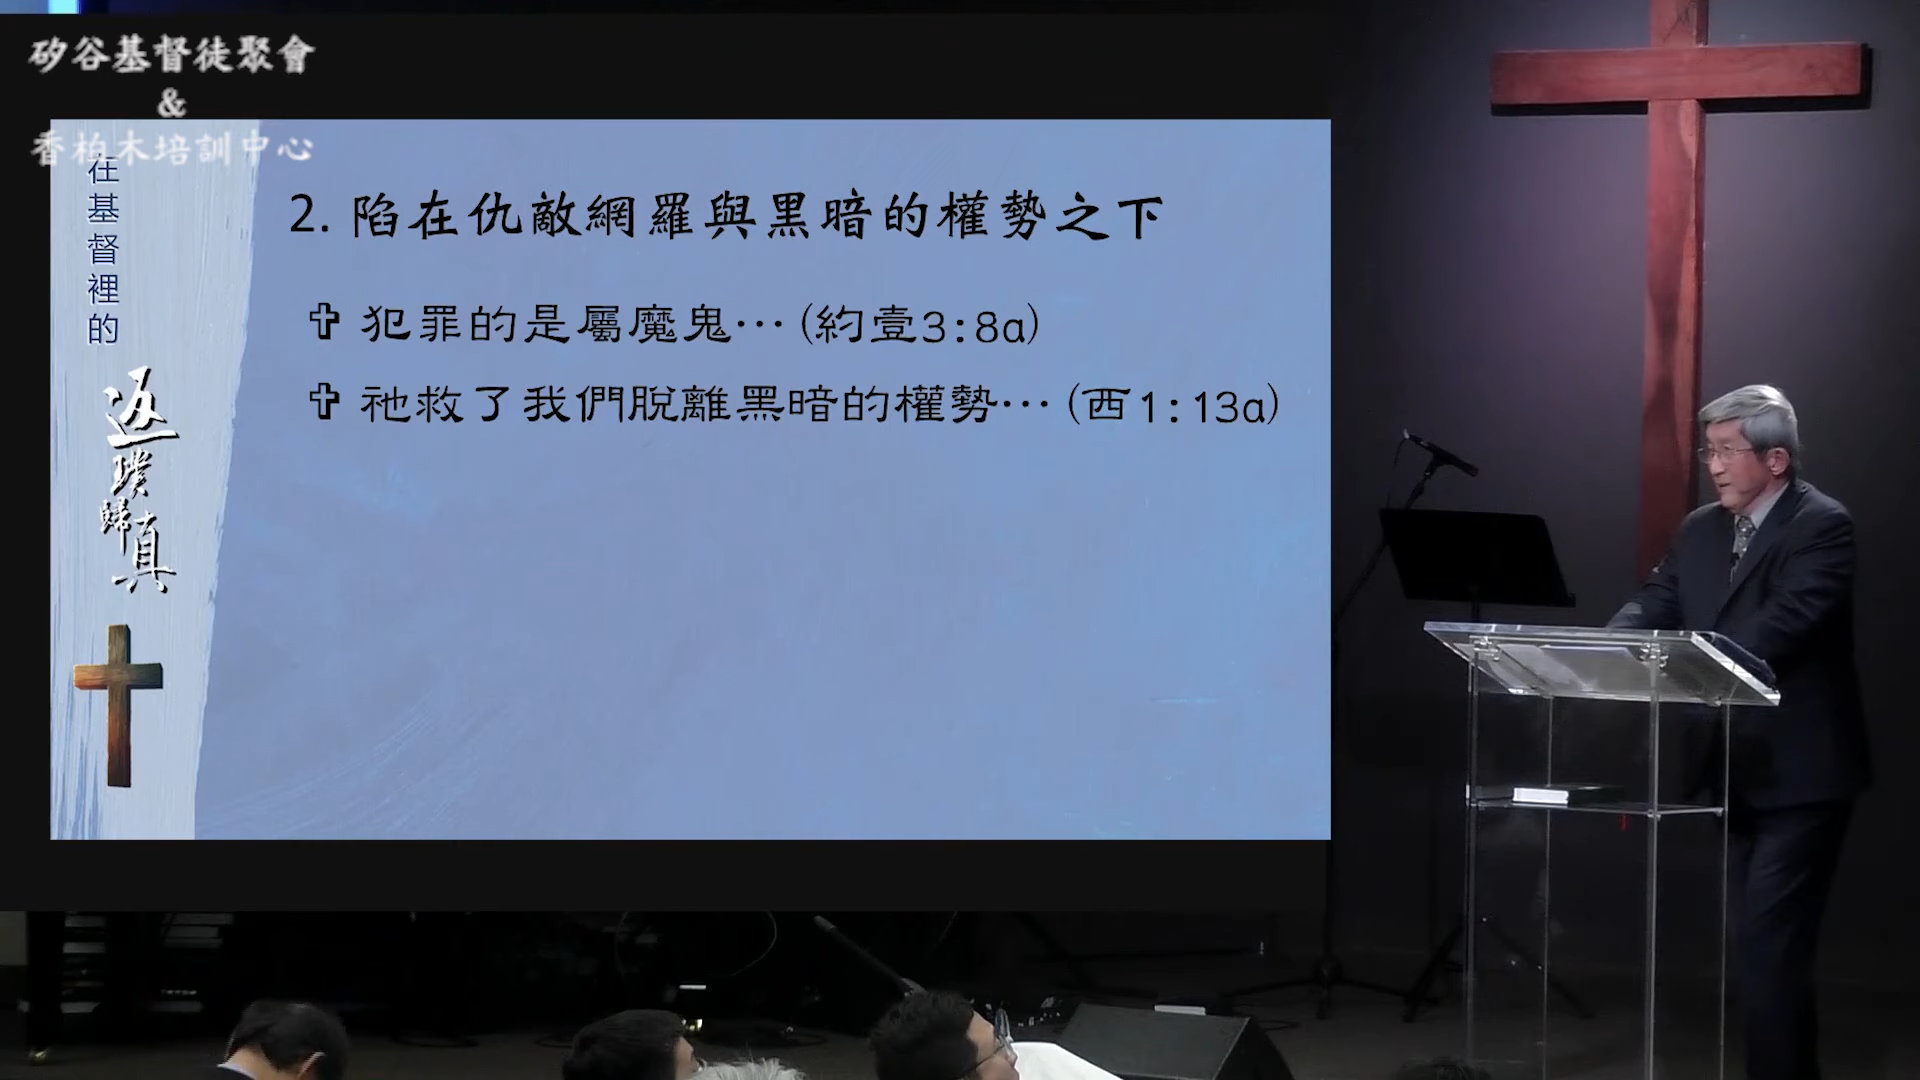 矽谷基督徒聚會
&
香柏木培訓中心
在基督裡的
返璞歸真
2. 陷在仇敵網羅與黑暗的權勢之下
✞ 犯罪的是屬魔鬼… (約壹3:8a)
✞ 祂救了我們脫離黑暗的權勢… (西1:13a)